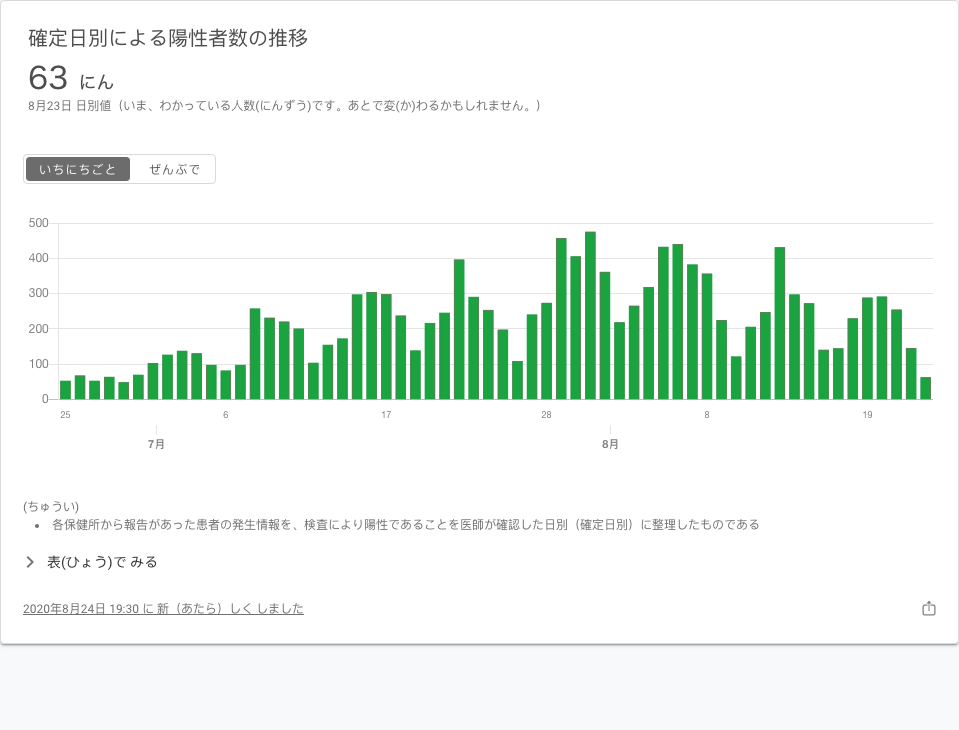 確定日別による陽性者数の推移
63 にん
8月23日 日別値（いま、わかっている人数(にんずう)です。あとで変(か)わるかもしれません。）
いちにちごと ぜんぶで
500
400
300
200
100
0
25 6 17 28 8 19
7月 8月
(ちゅうい)
• 各保健所から報告があった患者の発生情報を、検査により陽性であることを医師が確認した日別（確定日別）に整理したものである
表(ひょう)で みる
2020年8月24日 19:30 に 新（あたら）しく しました